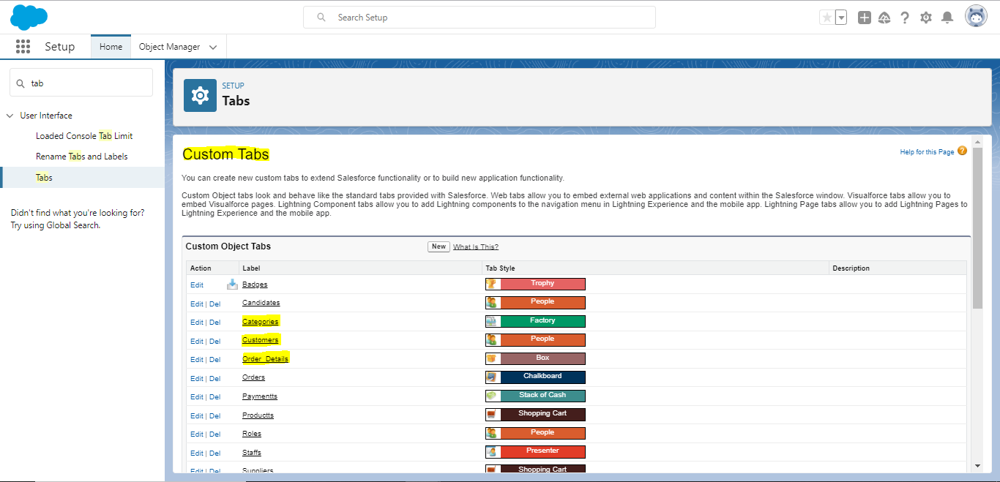 Search Setup
Setup
Home
Object Manager
tab
User Interface
Loaded Console Tab Limit
Rename Tabs and Labels
Tabs
Didn't find what you're looking for?
Try using Global Search.
SETUP
Tabs
Custom Tabs
Help for this Page
You can create new custom tabs to extend Salesforce functionality or to build new application functionality.
Custom Object tabs look and behave like the standard tabs provided with Salesforce. Web tabs allow you to embed external web applications and content within the Salesforce window. Visualforce tabs allow you to
embed Visualforce pages. Lightning Component tabs allow you to add Lightning components to the navigation menu in Lightning Experience and the mobile app. Lightning Page tabs allow you to add Lightning Pages to
Lightning Experience and the mobile app.
Custom Object Tabs New What Is This?
Action Label Tab Style Description
Edit Badges Trophy
Edit | Del Candidates People
Edit | Del Categories Factory
Edit | Del Customers People
Edit | Del Order_Details Box
Edit | Del Orders Chalkboard
Edit | Del Paymentts Stack of Cash
Edit | Del Productts Shopping Cart
Edit | Del Roles People
Edit | Del Staffs Presenter
Edit | Del Suppliers Shopping Cart